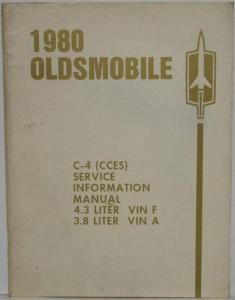 1980
OLDSMOBILE
C-4 (CCES)
SERVICE
INFORMATION
MANUAL
4.3 LITER VIN F
3.8 LITER VIN A